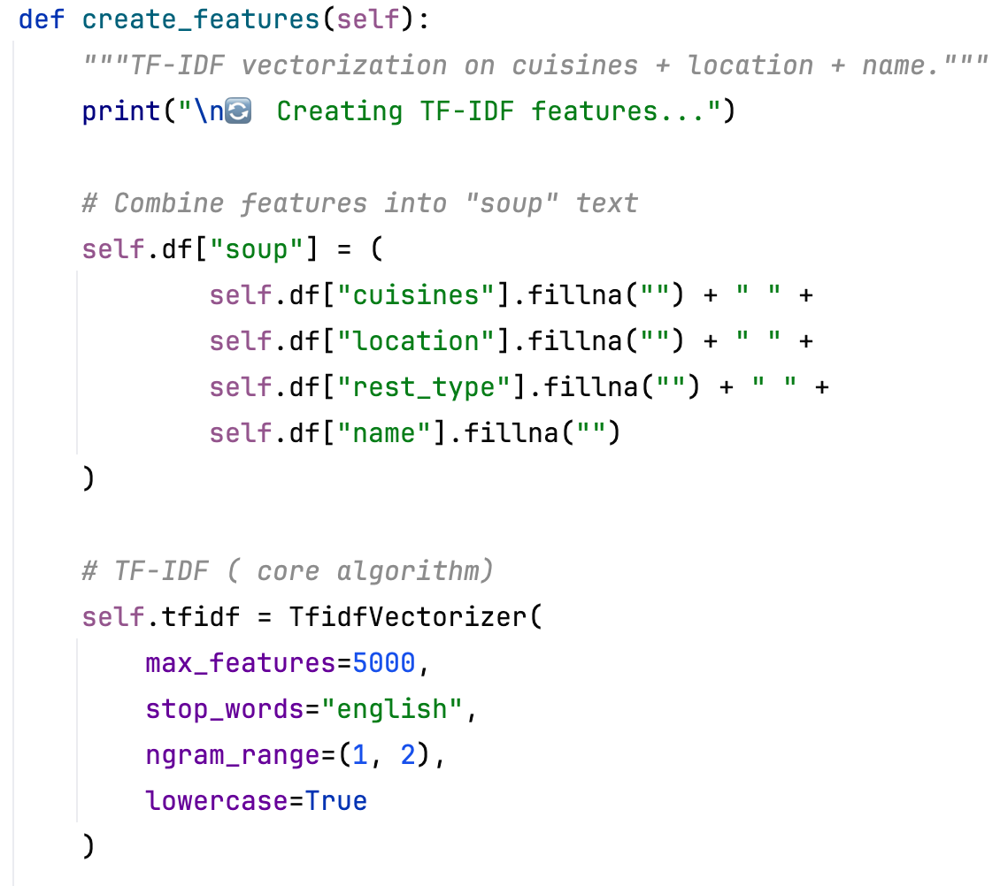 def create_features(self):
"""TF-IDF vectorization on cuisines + location + name."""
print("\n🔄 Creating TF-IDF features...")
# Combine features into "soup" text
self.df["soup"] = (
self.df["cuisines"].fillna("") + " " +
self.df["location"].fillna("") + " " +
self.df["rest_type"].fillna("") + " " +
self.df["name"].fillna("")
)
# TF-IDF ( core algorithm)
self.tfidf = TfidfVectorizer(
max_features=5000,
stop_words="english",
ngram_range=(1, 2),
lowercase=True
)